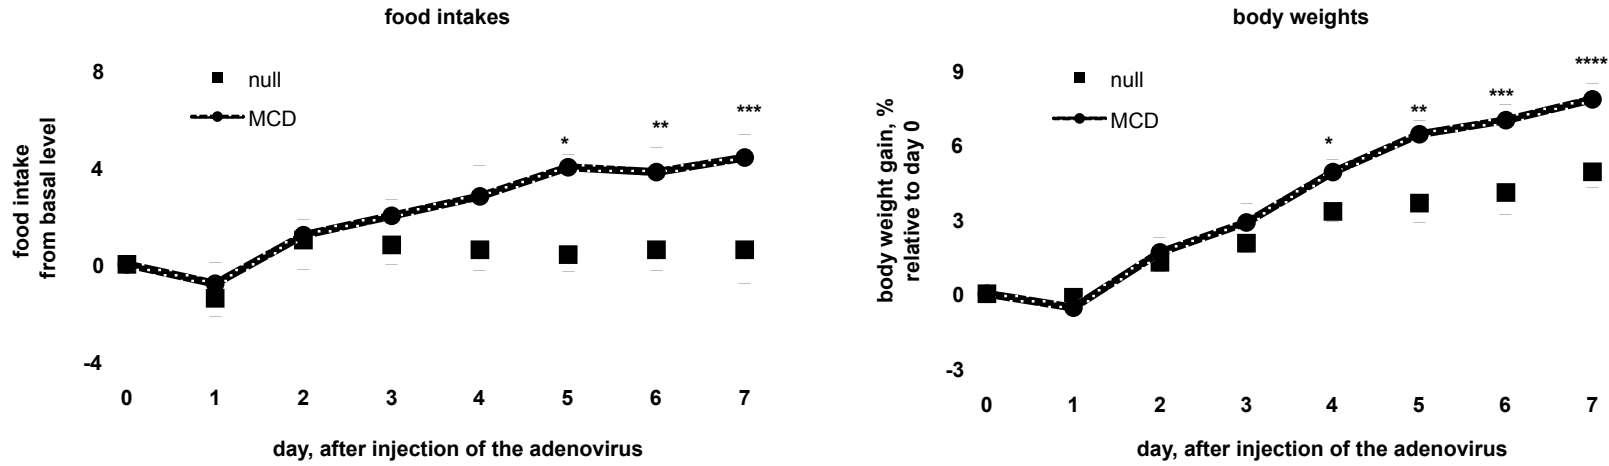 food intakes
8
4
0
-4
food intake
from basal level
null
MCD
*
**
***
0 1 2 3 4 5 6 7
day, after injection of the adenovirus
body weights
9
6
3
0
-3
body weight gain, %
relative to day 0
null
MCD
*
**
***
****
0 1 2 3 4 5 6 7
day, after injection of the adenovirus